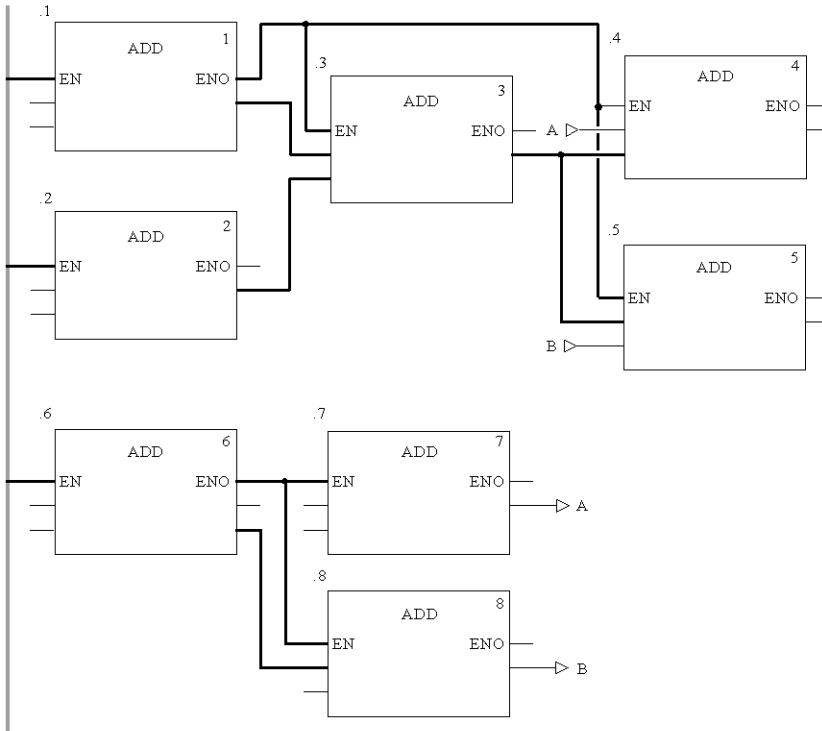 .1
ADD 1
EN ENO
.2
ADD 2
EN ENO
.3
ADD 3
EN ENO
.4
ADD 4
EN ENO
A
.5
ADD 5
EN ENO
B
.6
ADD 6
EN ENO
.7
ADD 7
EN ENO
A
.8
ADD 8
EN ENO
B